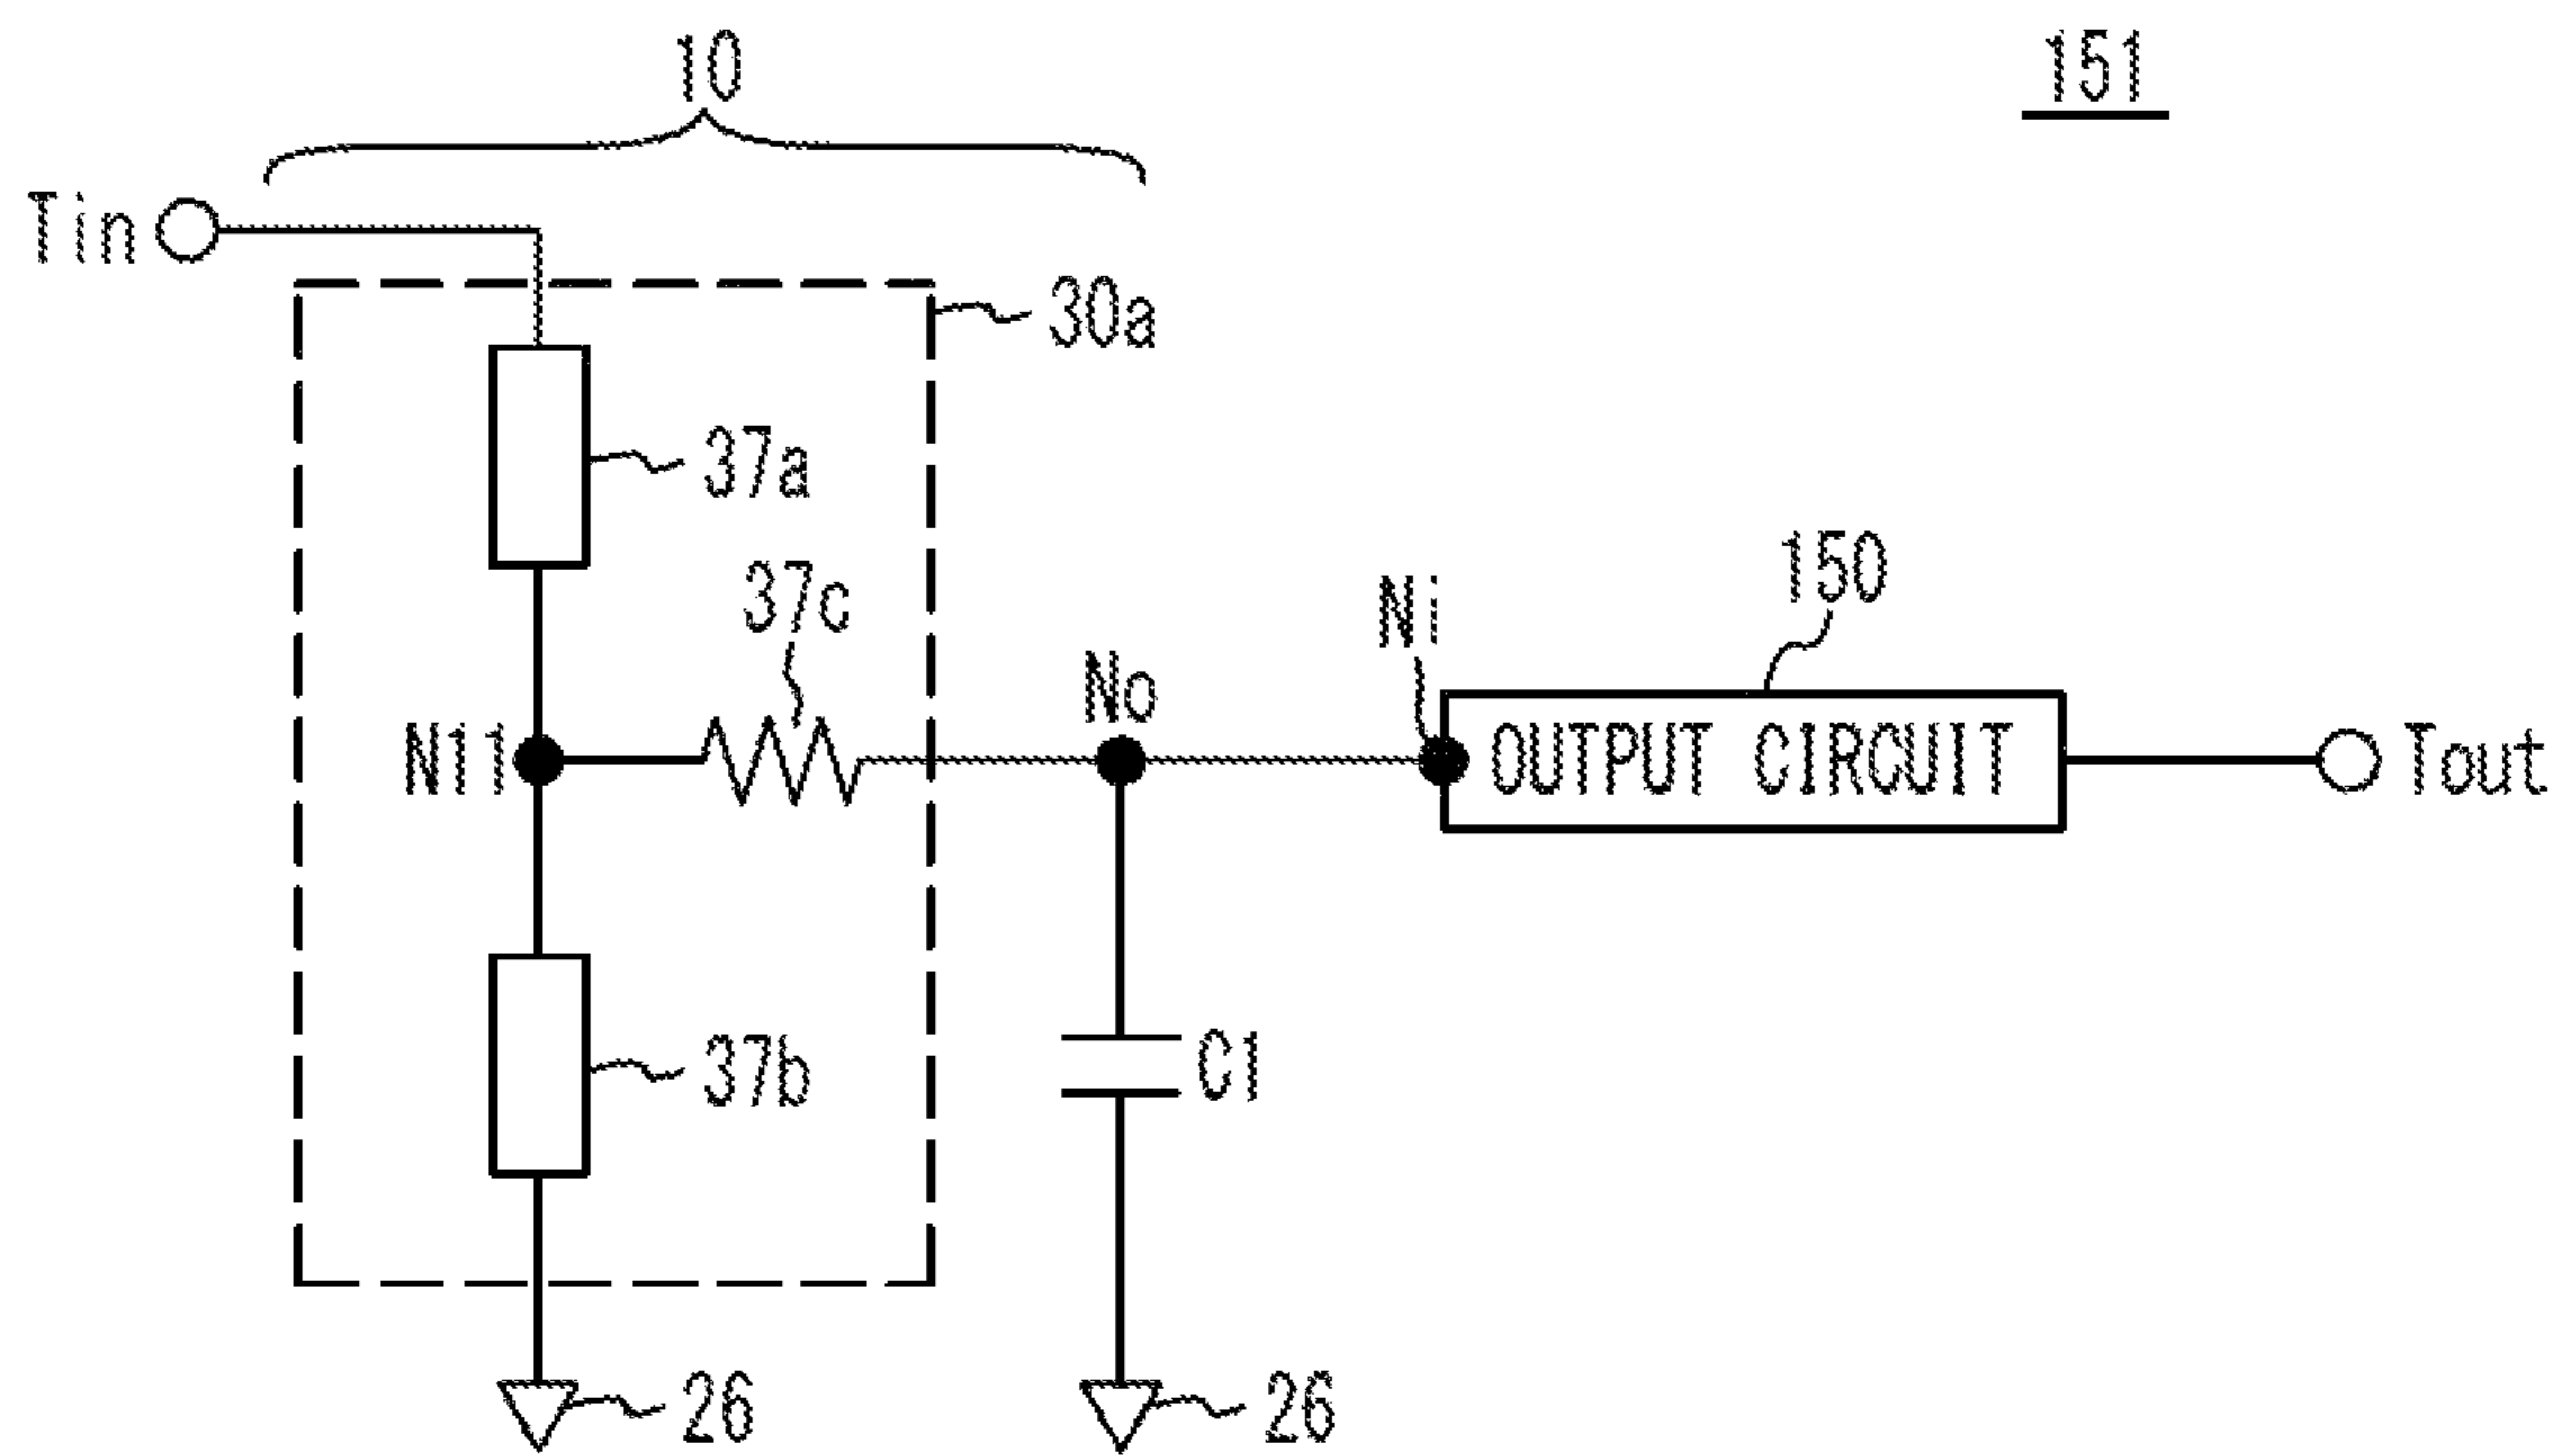 10
151
Tin
30a
37a
37c
150
Ni
No
N11
OUTPUT CIRCUIT
Tout
37b
C1
26
26